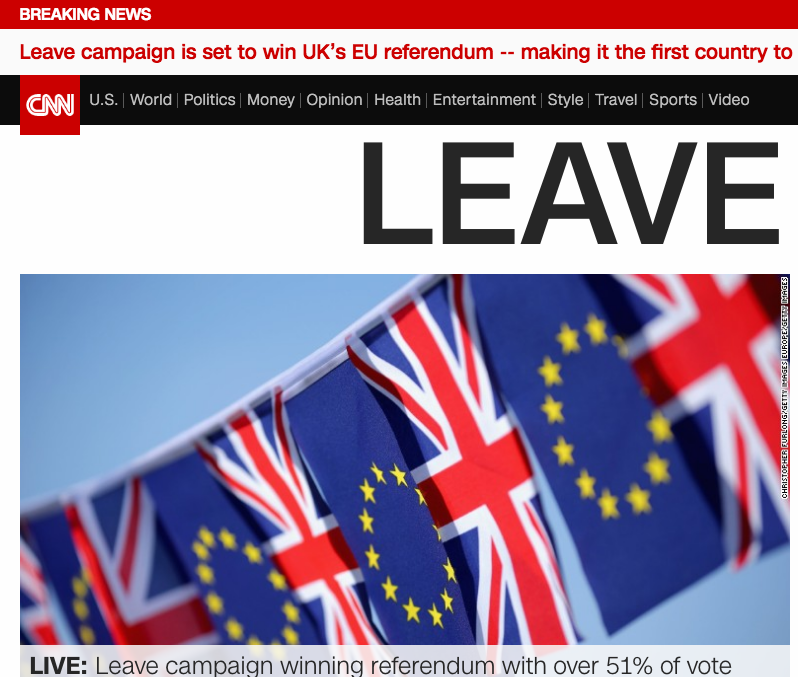 BREAKING NEWS
Leave campaign is set to win UK's EU referendum -- making it the first country to
CNN
U.S. | World | Politics | Money | Opinion | Health | Entertainment | Style | Travel | Sports | Video
LEAVE
CHRISTOPHER FURLONG/GETTY IMAGES EUROPE/GETTY IMAGES
LIVE: Leave campaign winning referendum with over 51% of vote